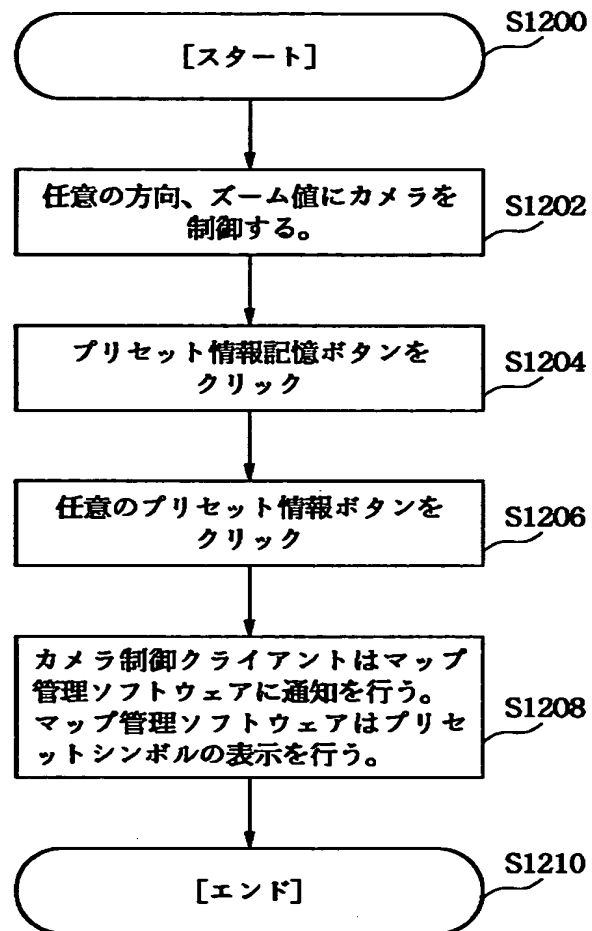 S1200
[スタート]
任意の方向、ズーム値にカメラを
制御する。
S1202
プリセット情報記憶ボタンを
クリック
S1204
任意のプリセット情報ボタンを
クリック
S1206
カメラ制御クライアントはマップ
管理ソフトウェアに通知を行う。
マップ管理ソフトウェアはプリセ
ットシンボルの表示を行う。
S1208
S1210
[エンド]